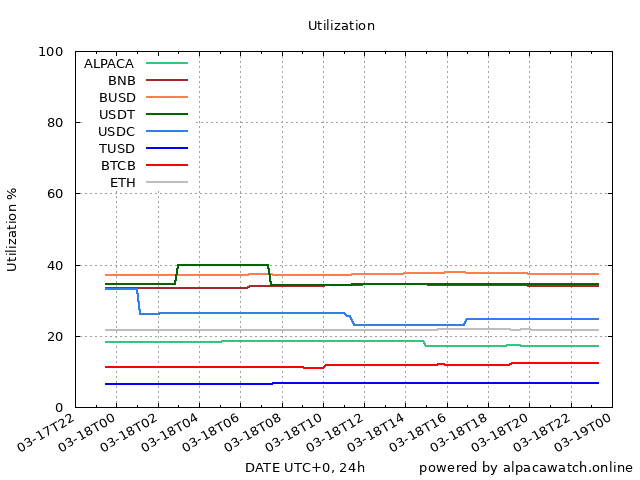 Utilization
100
80
60
40
20
0
Utilization %
ALPACA
BNB
BUSD
USDT
USDC
TUSD
BTCB
ETH
03-17T22
03-18T00
03-18T02
03-18T04
03-18T06
03-18T08
03-18T10
03-18T12
03-18T14
03-18T16
03-18T18
03-18T20
03-18T22
03-19T00
DATE UTC+0, 24h
powered by alpacawatch.online